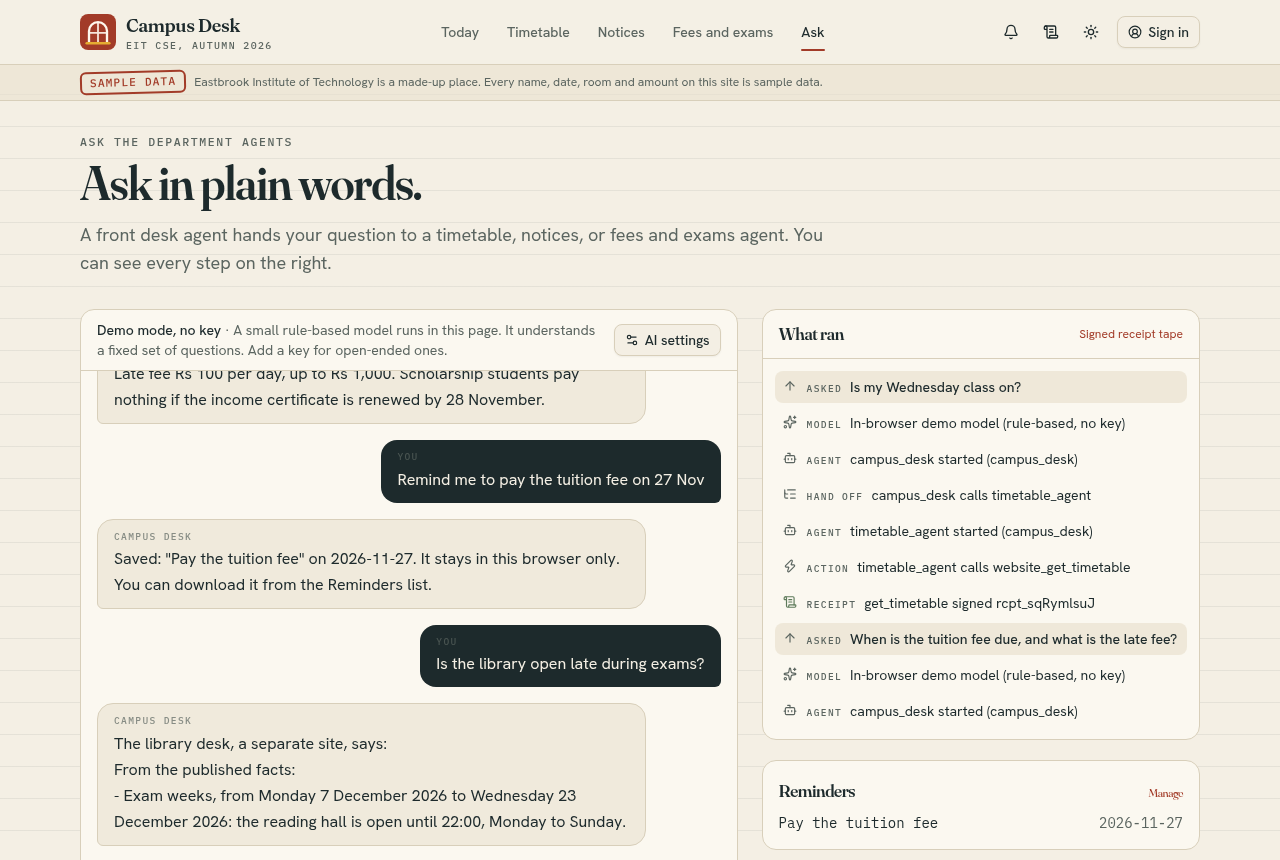 Campus Desk
EIT CSE, AUTUMN 2026
Today
Timetable
Notices
Fees and exams
Ask
Sign in
SAMPLE DATA
Eastbrook Institute of Technology is a made-up place. Every name, date, room and amount on this site is sample data.
ASK THE DEPARTMENT AGENTS
Ask in plain words.
A front desk agent hands your question to a timetable, notices, or fees and exams agent. You
can see every step on the right.
Demo mode, no key · A small rule-based model runs in this page. It understands
a fixed set of questions. Add a key for open-ended ones.
AI settings
Late fee Rs 100 per day, up to Rs 1,000. Scholarship students pay
nothing if the income certificate is renewed by 28 November.
YOU
Remind me to pay the tuition fee on 27 Nov
CAMPUS DESK
Saved: "Pay the tuition fee" on 2026-11-27. It stays in this browser only.
You can download it from the Reminders list.
YOU
Is the library open late during exams?
CAMPUS DESK
The library desk, a separate site, says:
From the published facts:
- Exam weeks, from Monday 7 December 2026 to Wednesday 23
December 2026: the reading hall is open until 22:00, Monday to Sunday.
What ran
Signed receipt tape
ASKED Is my Wednesday class on?
MODEL In-browser demo model (rule-based, no key)
AGENT campus_desk started (campus_desk)
HAND OFF campus_desk calls timetable_agent
AGENT timetable_agent started (campus_desk)
ACTION timetable_agent calls website_get_timetable
RECEIPT get_timetable signed rcpt_sqRymlsuJ
ASKED When is the tuition fee due, and what is the late fee?
MODEL In-browser demo model (rule-based, no key)
AGENT campus_desk started (campus_desk)
Reminders
Manage
Pay the tuition fee
2026-11-27